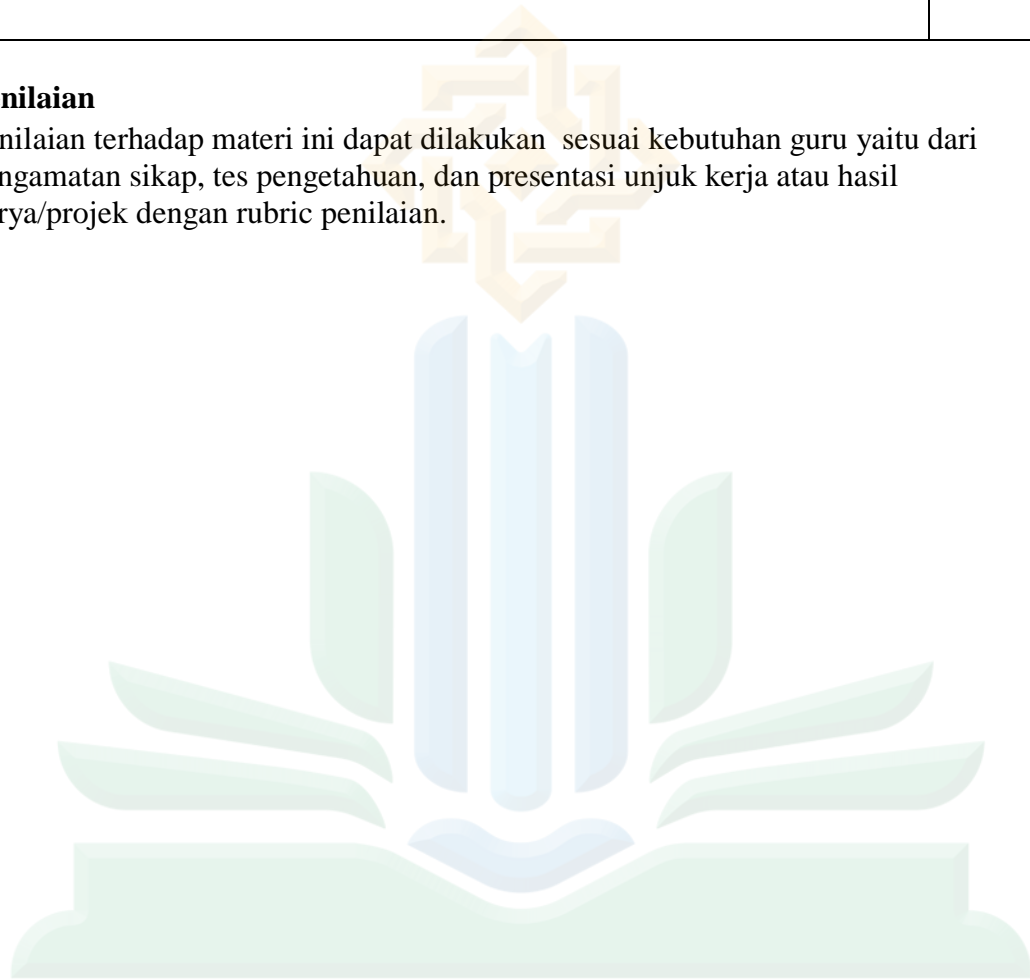 nilaian
nilaian terhadap materi ini dapat dilakukan  sesuai kebutuhan guru yaitu dari
ngamatan sikap, tes pengetahuan, dan presentasi unjuk kerja atau hasil
rya/projek dengan rubric penilaian.